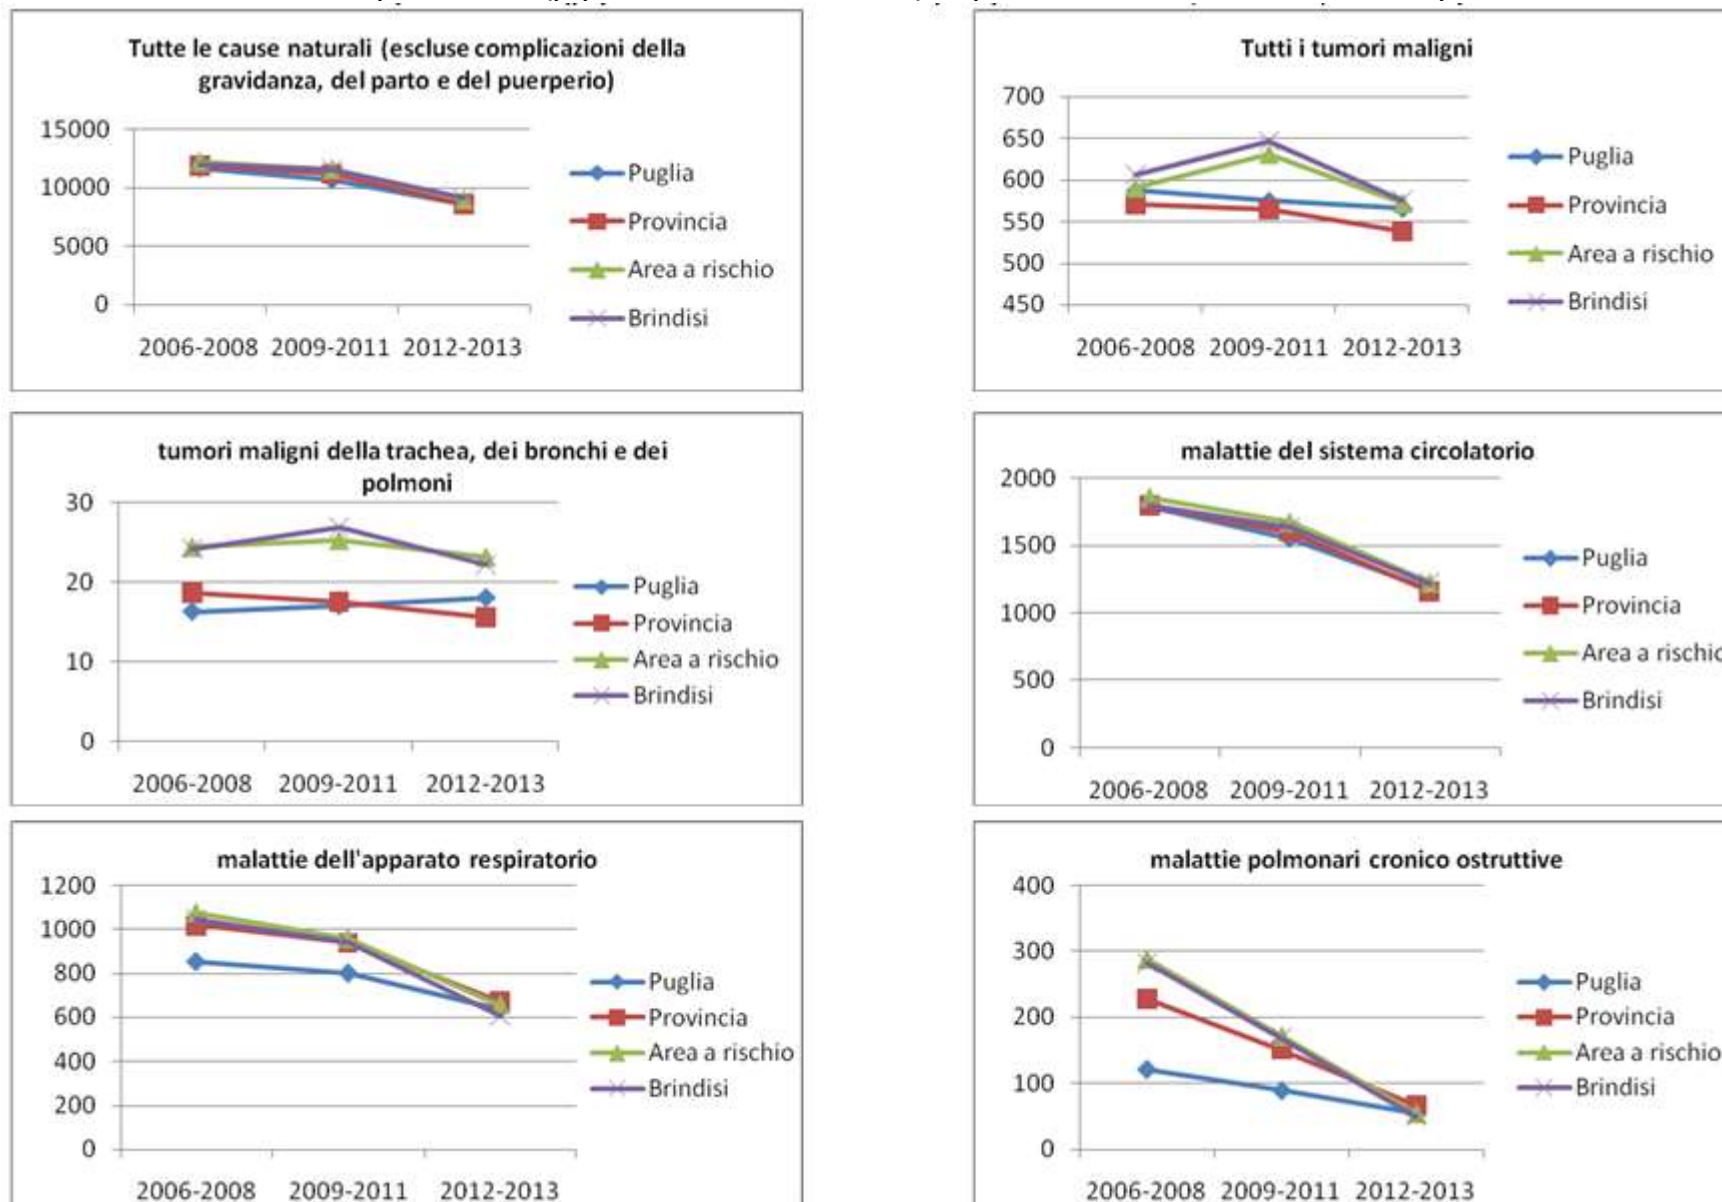 Tutte le cause naturali (escluse complicazioni della
gravidanza, del parto e del puerperio)
15000
10000
5000
0
2006-2008 2009-2011 2012-2013
Puglia
Provincia
Area a rischio
Brindisi
Tutti i tumori maligni
700
650
600
550
500
450
2006-2008 2009-2011 2012-2013
Puglia
Provincia
Area a rischio
Brindisi
tumori maligni della trachea, dei bronchi e dei
polmoni
30
20
10
0
2006-2008 2009-2011 2012-2013
Puglia
Provincia
Area a rischio
Brindisi
malattie del sistema circolatorio
2000
1500
1000
500
0
2006-2008 2009-2011 2012-2013
Puglia
Provincia
Area a rischio
Brindisi
malattie dell'apparato respiratorio
1200
1000
800
600
400
200
0
2006-2008 2009-2011 2012-2013
Puglia
Provincia
Area a rischio
Brindisi
malattie polmonari cronico ostruttive
400
300
200
100
0
2006-2008 2009-2011 2012-2013
Puglia
Provincia
Area a rischio
Brindisi